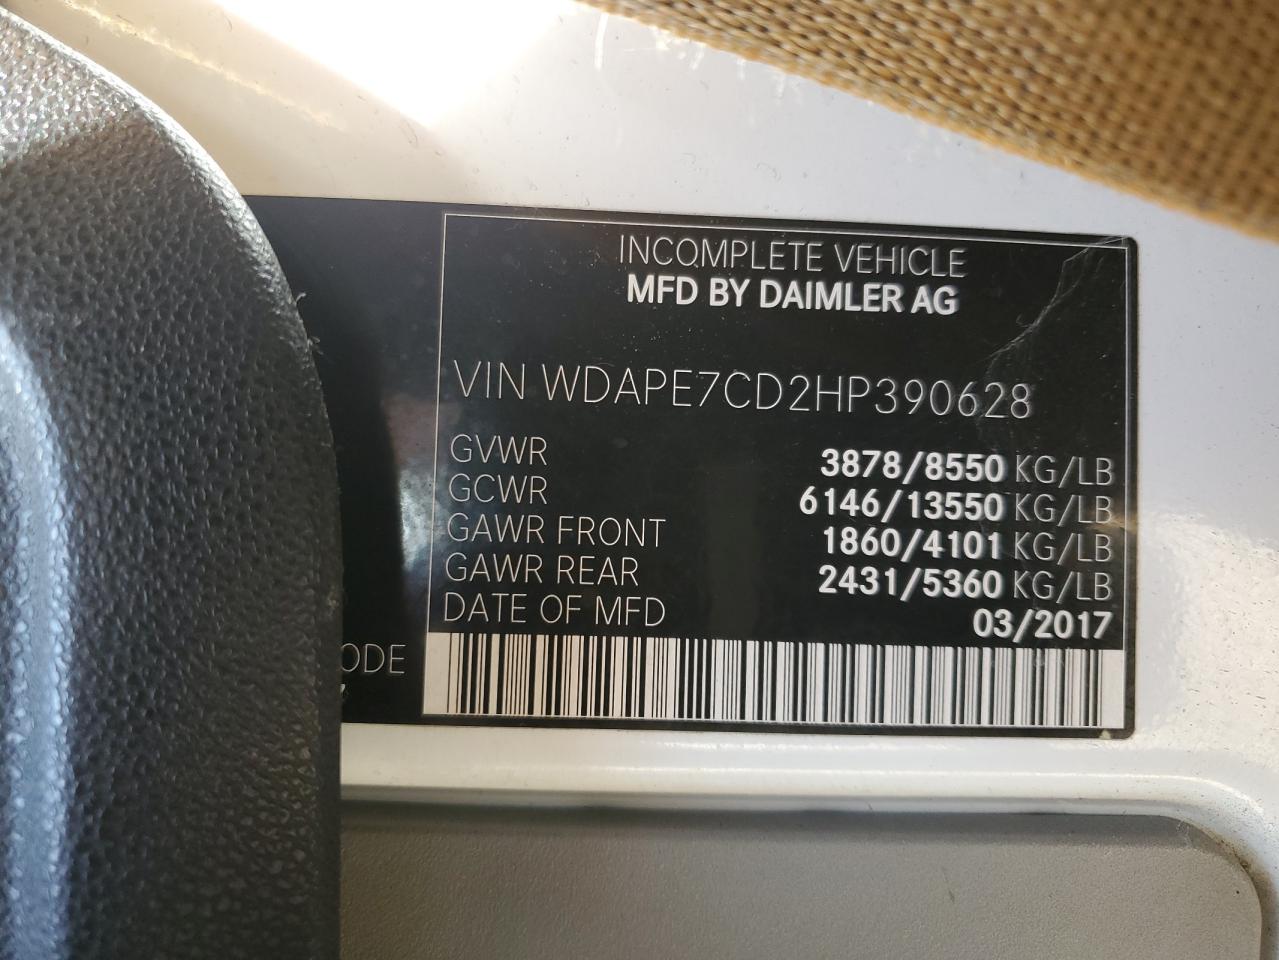 INCOMPLETE VEHICLE
MFD BY DAIMLER AG
VIN WDAPE7CD2HP390628
GVWR 3878/8550 KG/LB
GCWR 6146/13550 KG/LB
GAWR FRONT 1860/4101 KG/LB
GAWR REAR 2431/5360 KG/LB
DATE OF MFD 03/2017
ODE